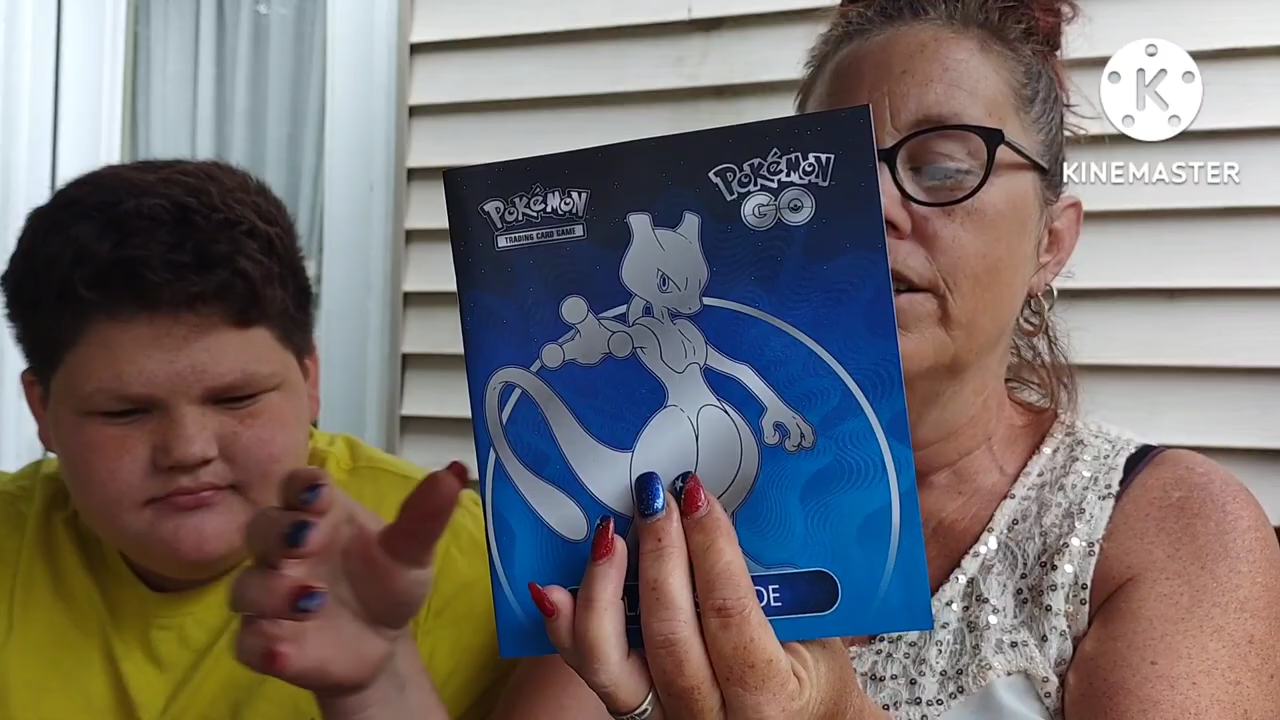 POKéMON
TRADING CARD GAME
POKéMON
GO
K
KINEMASTER